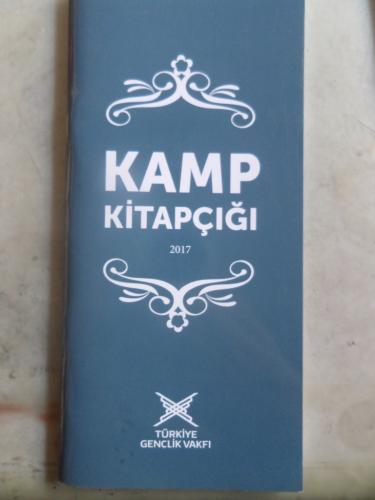 KAMP
KİTAPÇIĞI
2017
TÜRKİYE
GENÇLİK VAKFI